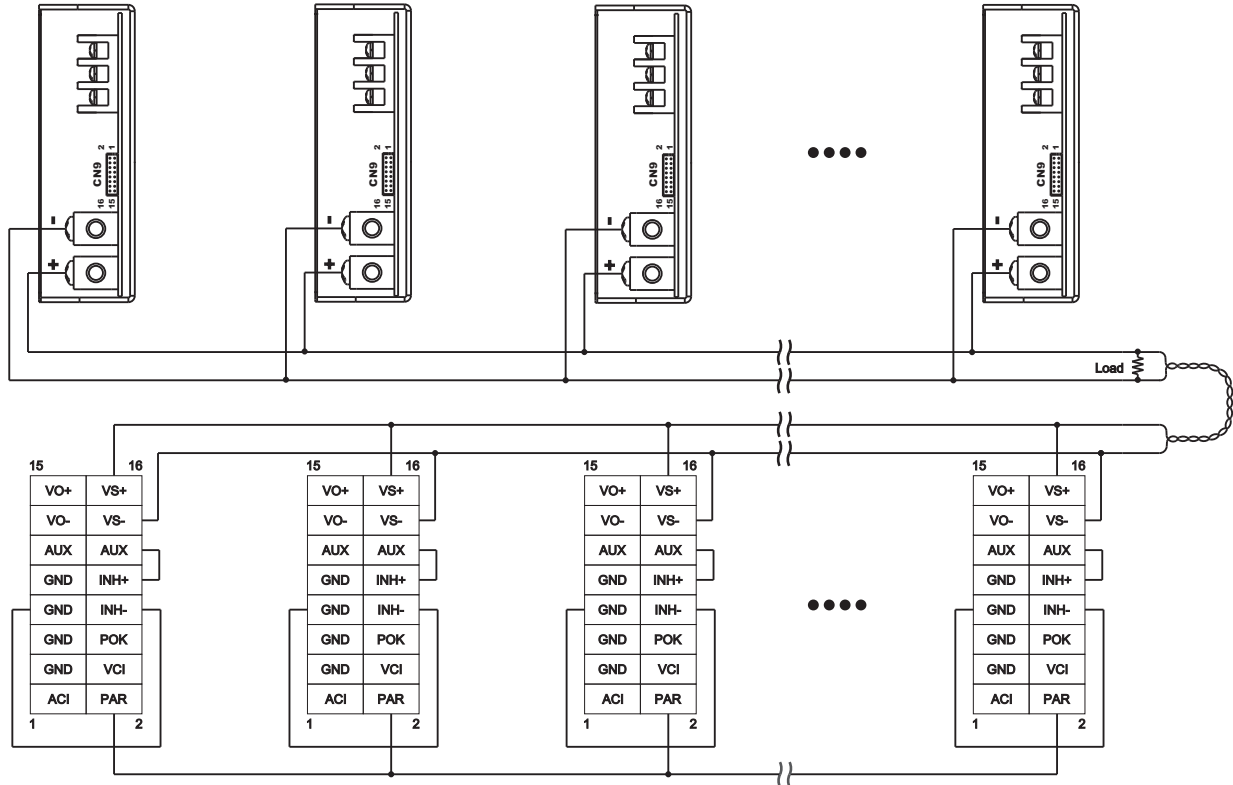 2 1
CN9
16 15
-
+
2 1
CN9
16 15
-
+
2 1
CN9
16 15
-
+
2 1
CN9
16 15
-
+
Load
15 16
VO+ VS+
VO- VS-
AUX AUX
GND INH+
GND INH-
GND POK
GND VCI
ACI PAR
1 2
15 16
VO+ VS+
VO- VS-
AUX AUX
GND INH+
GND INH-
GND POK
GND VCI
ACI PAR
1 2
15 16
VO+ VS+
VO- VS-
AUX AUX
GND INH+
GND INH-
GND POK
GND VCI
ACI PAR
1 2
15 16
VO+ VS+
VO- VS-
AUX AUX
GND INH+
GND INH-
GND POK
GND VCI
ACI PAR
1 2